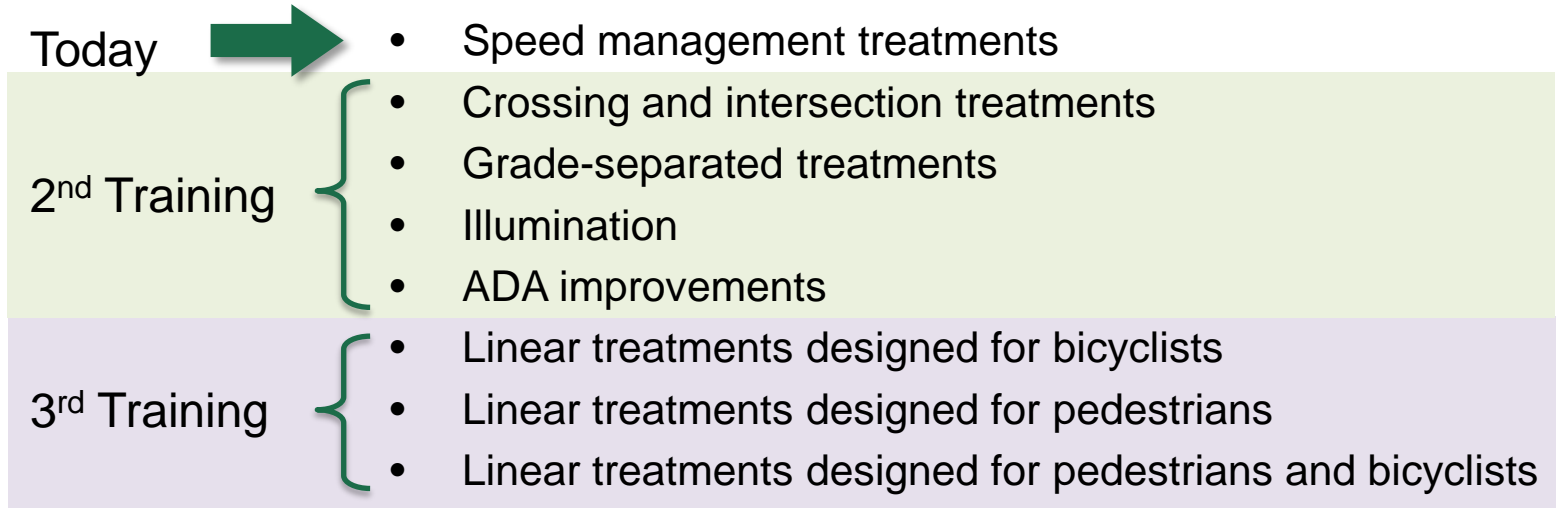 Today
• Speed management treatments
2nd Training
• Crossing and intersection treatments
• Grade-separated treatments
• Illumination
• ADA improvements
3rd Training
• Linear treatments designed for bicyclists
• Linear treatments designed for pedestrians
• Linear treatments designed for pedestrians and bicyclists